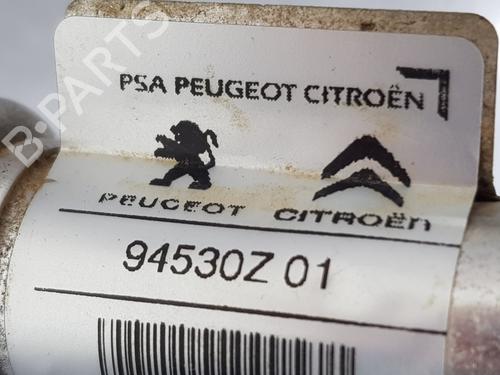 B-PARTS
PSA PEUGEOT CITROËN
PEUGEOT CITROËN
94530Z 01